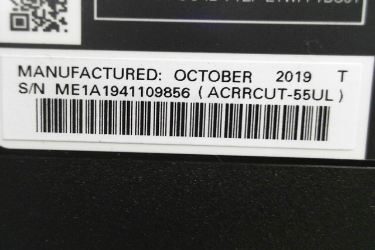 MANUFACTURED: OCTOBER 2019 T
S/N ME1A1941109856 (ACRRCUT-55UL)